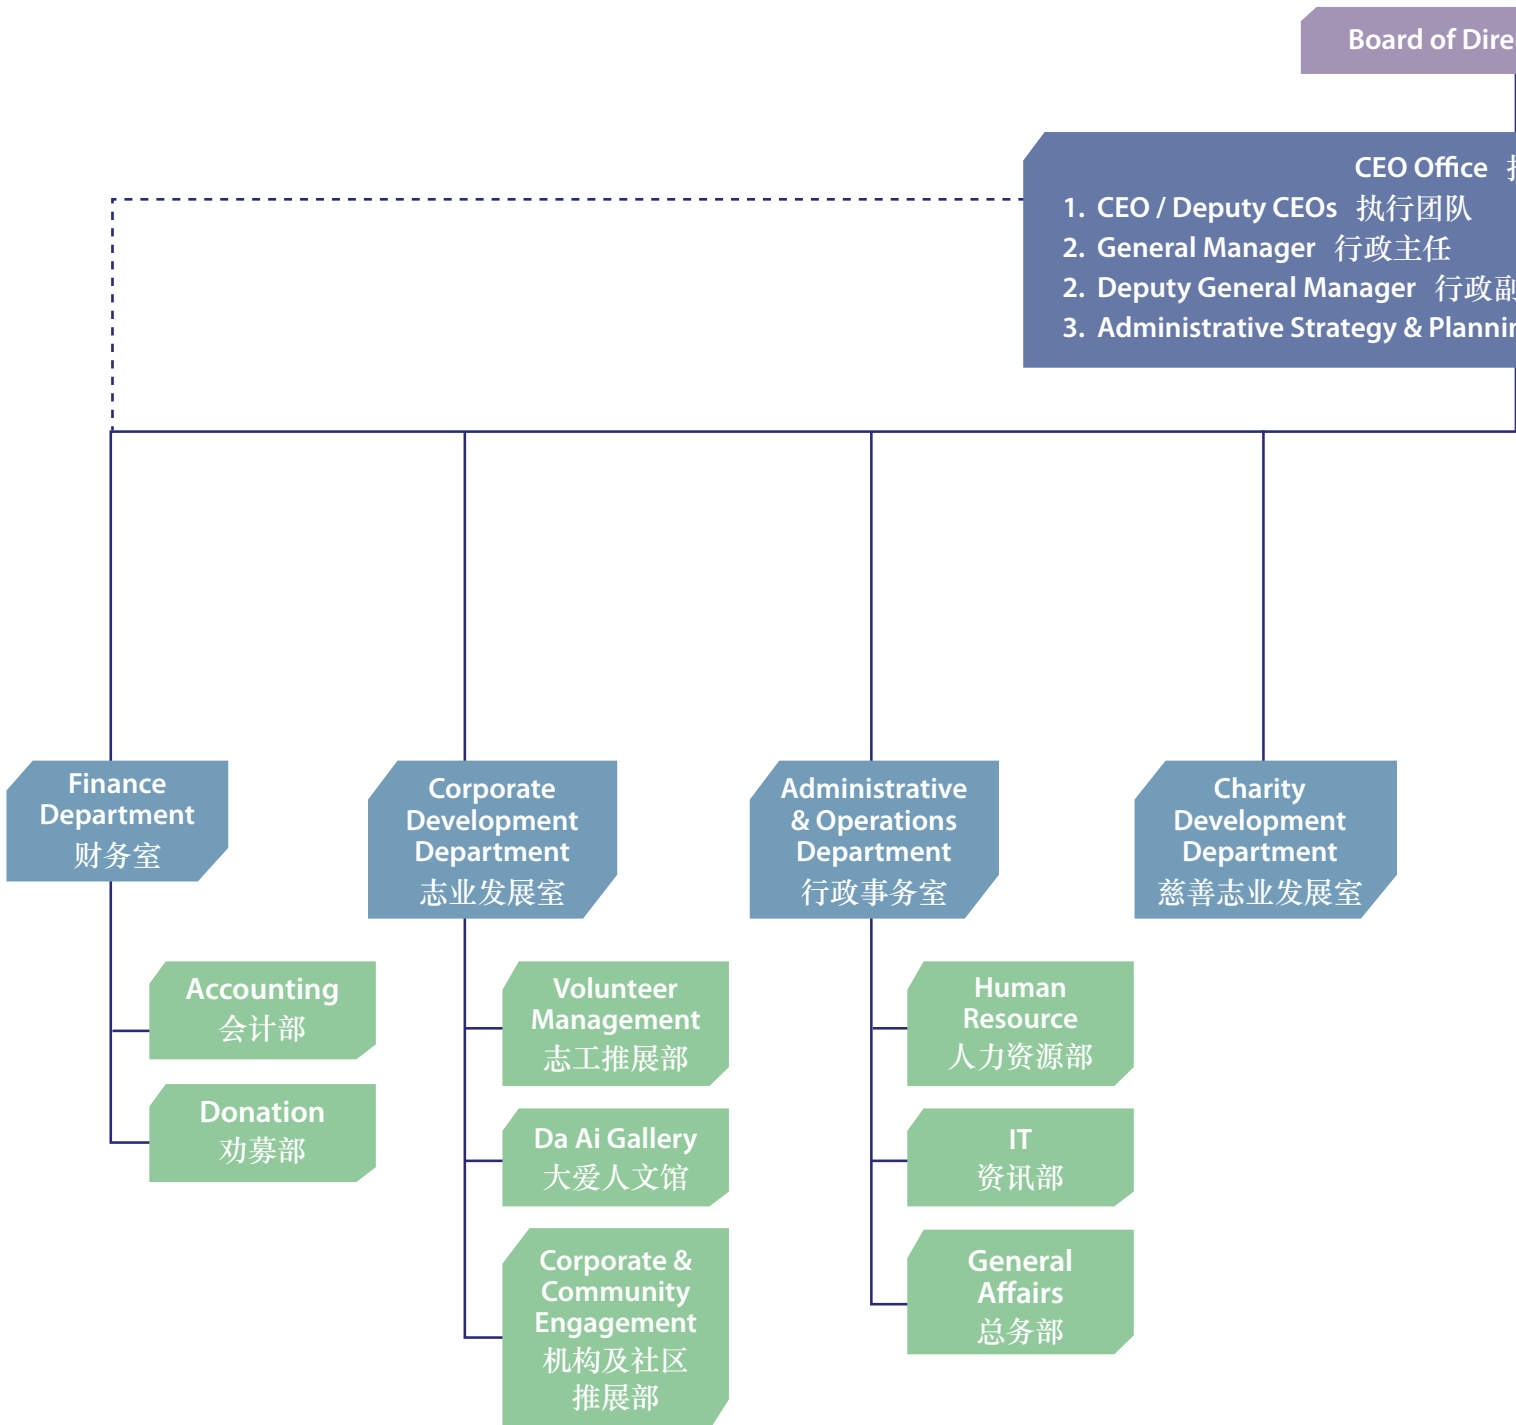 Board of Dire
CEO Office
1. CEO / Deputy CEOs 执行团队
2. General Manager 行政主任
2. Deputy General Manager 行政副
3. Administrative Strategy & Plannin
Finance
Department
财务室
Corporate
Development
Department
志业发展室
Administrative
& Operations
Department
行政事务室
Charity
Development
Department
慈善志业发展室
Accounting
会计部
Donation
劝募部
Volunteer
Management
志工推展部
Da Ai Gallery
大爱人文馆
Corporate &
Community
Engagement
机构及社区
推展部
Human
Resource
人力资源部
IT
资讯部
General
Affairs
总务部